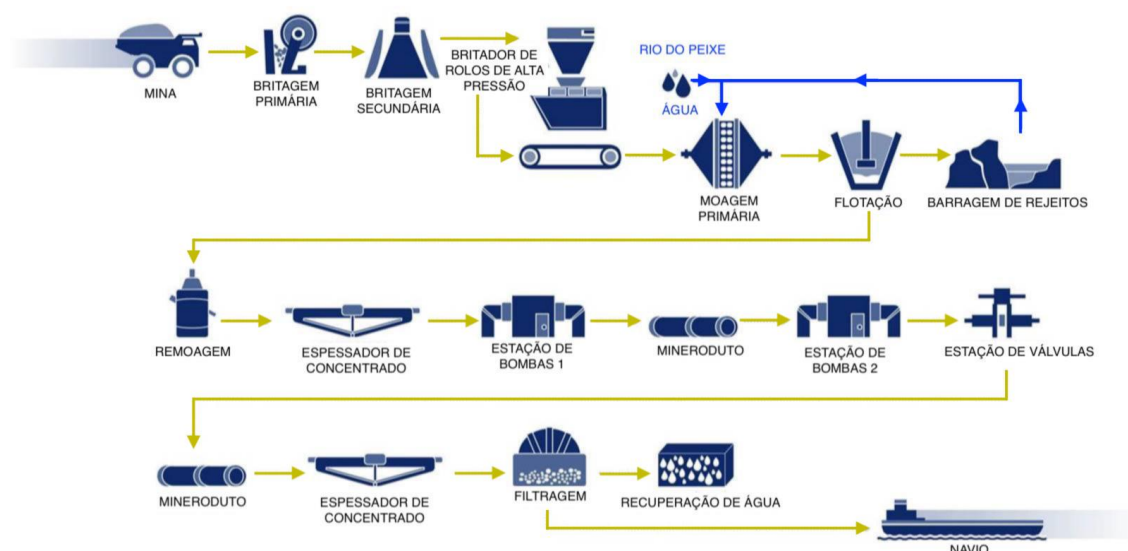 MINA
BRITAGEM
PRIMÁRIA
BRITAGEM
SECUNDÁRIA
BRITADOR DE
ROLOS DE ALTA
PRESSÃO
RIO DO PEIXE
ÁGUA
MOAGEM
PRIMÁRIA
FLOTAÇÃO
BARRAGEM DE REJEITOS
REMOAGEM
ESPESSADOR DE
CONCENTRADO
ESTAÇÃO DE
BOMBAS 1
MINERODUTO
ESTAÇÃO DE
BOMBAS 2
ESTAÇÃO DE VÁLVULAS
MINERODUTO
ESPESSADOR DE
CONCENTRADO
FILTRAGEM
RECUPERAÇÃO DE ÁGUA
NAVIO